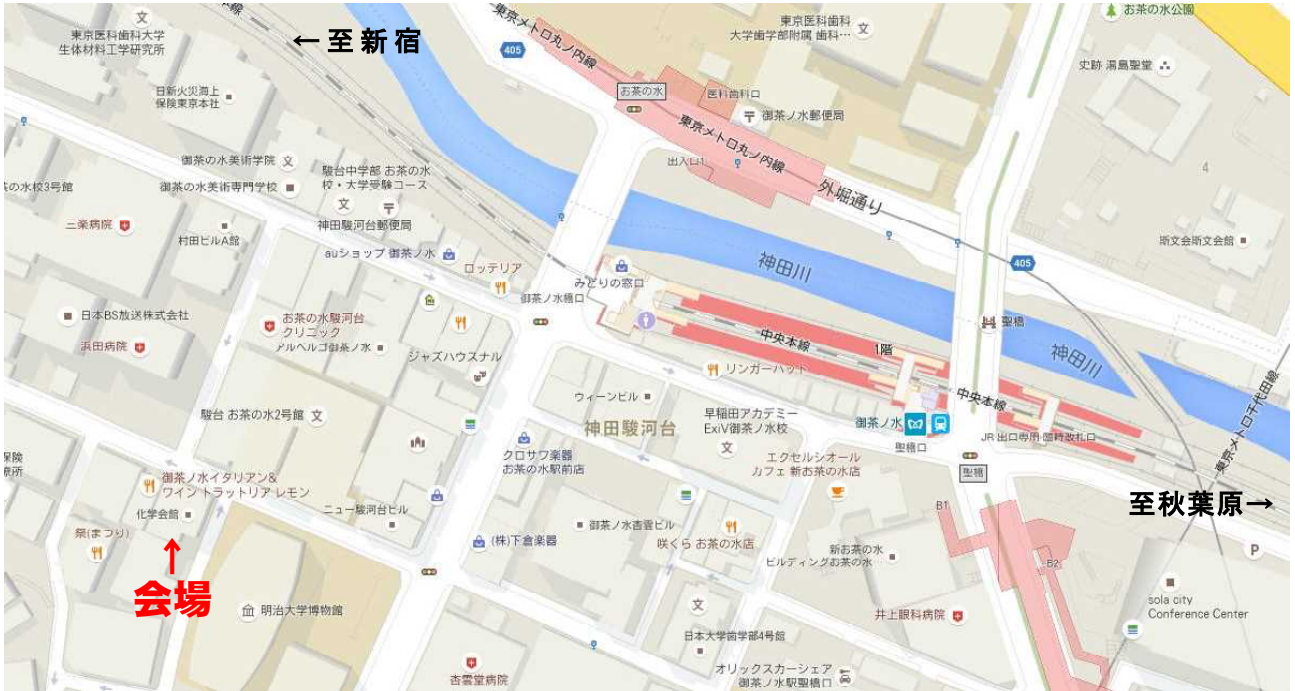 東京医科歯科大学
生体材料工学研究所
←至新宿
405
東京メトロ丸ノ内線
東京医科歯科
大学歯学部附属 歯科…
お茶の水公園
史跡 湯島聖堂
日新火災海上
保険東京本社
お茶の水
医科歯科口
御茶ノ水郵便局
東京メトロ丸ノ内線
出入口1
外堀通り
4
御茶の水美術学院
駿台中学部 お茶の水
校・大学受験コース
の水校3号館
御茶の水美術専門学校
神田駿河台郵便局
二楽病院
村田ビルA館
斯文会斯文会館
auショップ 御茶ノ水
ロッテリア
みどりの窓口
神田川
405
御茶ノ水橋口
日本BS放送株式会社
お茶の水駿河台
クリニック
聖橋
浜田病院
アルベルゴ御茶ノ水
ジャズハウスナル
中央本線
1階
神田川
リンガーハット
中央本線
東京メトロ千代田線
ウィーンビル
駿台 お茶の水2号館
神田駿河台
早稲田アカデミー
ExiV御茶ノ水校
御茶ノ水
聖橋口
JR 出口専用 臨時改札口
クロサワ楽器
お茶の水駅前店
エクセルシオール
カフェ 新お茶の水店
聖橋
保険
御茶ノ水イタリアン&
ワイン トラットリア レモン
至秋葉原→
化学会館
ニュー駿河台ビル
B1
祭(まつり)
御茶ノ水杏雲ビル
(株)下倉楽器
咲くら お茶の水店
新お茶の水
ビルディングお茶の水
B2
P
↑
会場
明治大学博物館
sola city
Conference Center
井上眼科病院
日本大学歯学部4号館
杏雲堂病院
オリックスカーシェア
御茶ノ水駅聖橋口